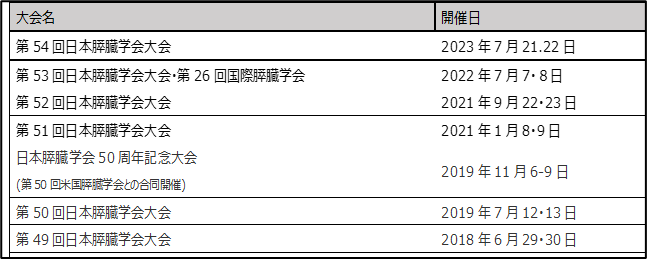 大会名 開催日
第 54 回日本膵臓学会大会 2023 年 7 月 21.22 日
第 53 回日本膵臓学会大会・第 26 回国際膵臓学会 2022 年 7 月 7・ 8 日
第 52 回日本膵臓学会大会 2021 年 9 月 22・23 日
第 51 回日本膵臓学会大会 2021 年 1 月 8・9 日
日本膵臓学会 50 周年記念大会
(第 50 回米国膵臓学会との合同開催) 2019 年 11 月 6-9 日
第 50 回日本膵臓学会大会 2019 年 7 月 12・13 日
第 49 回日本膵臓学会大会 2018 年 6 月 29・30 日